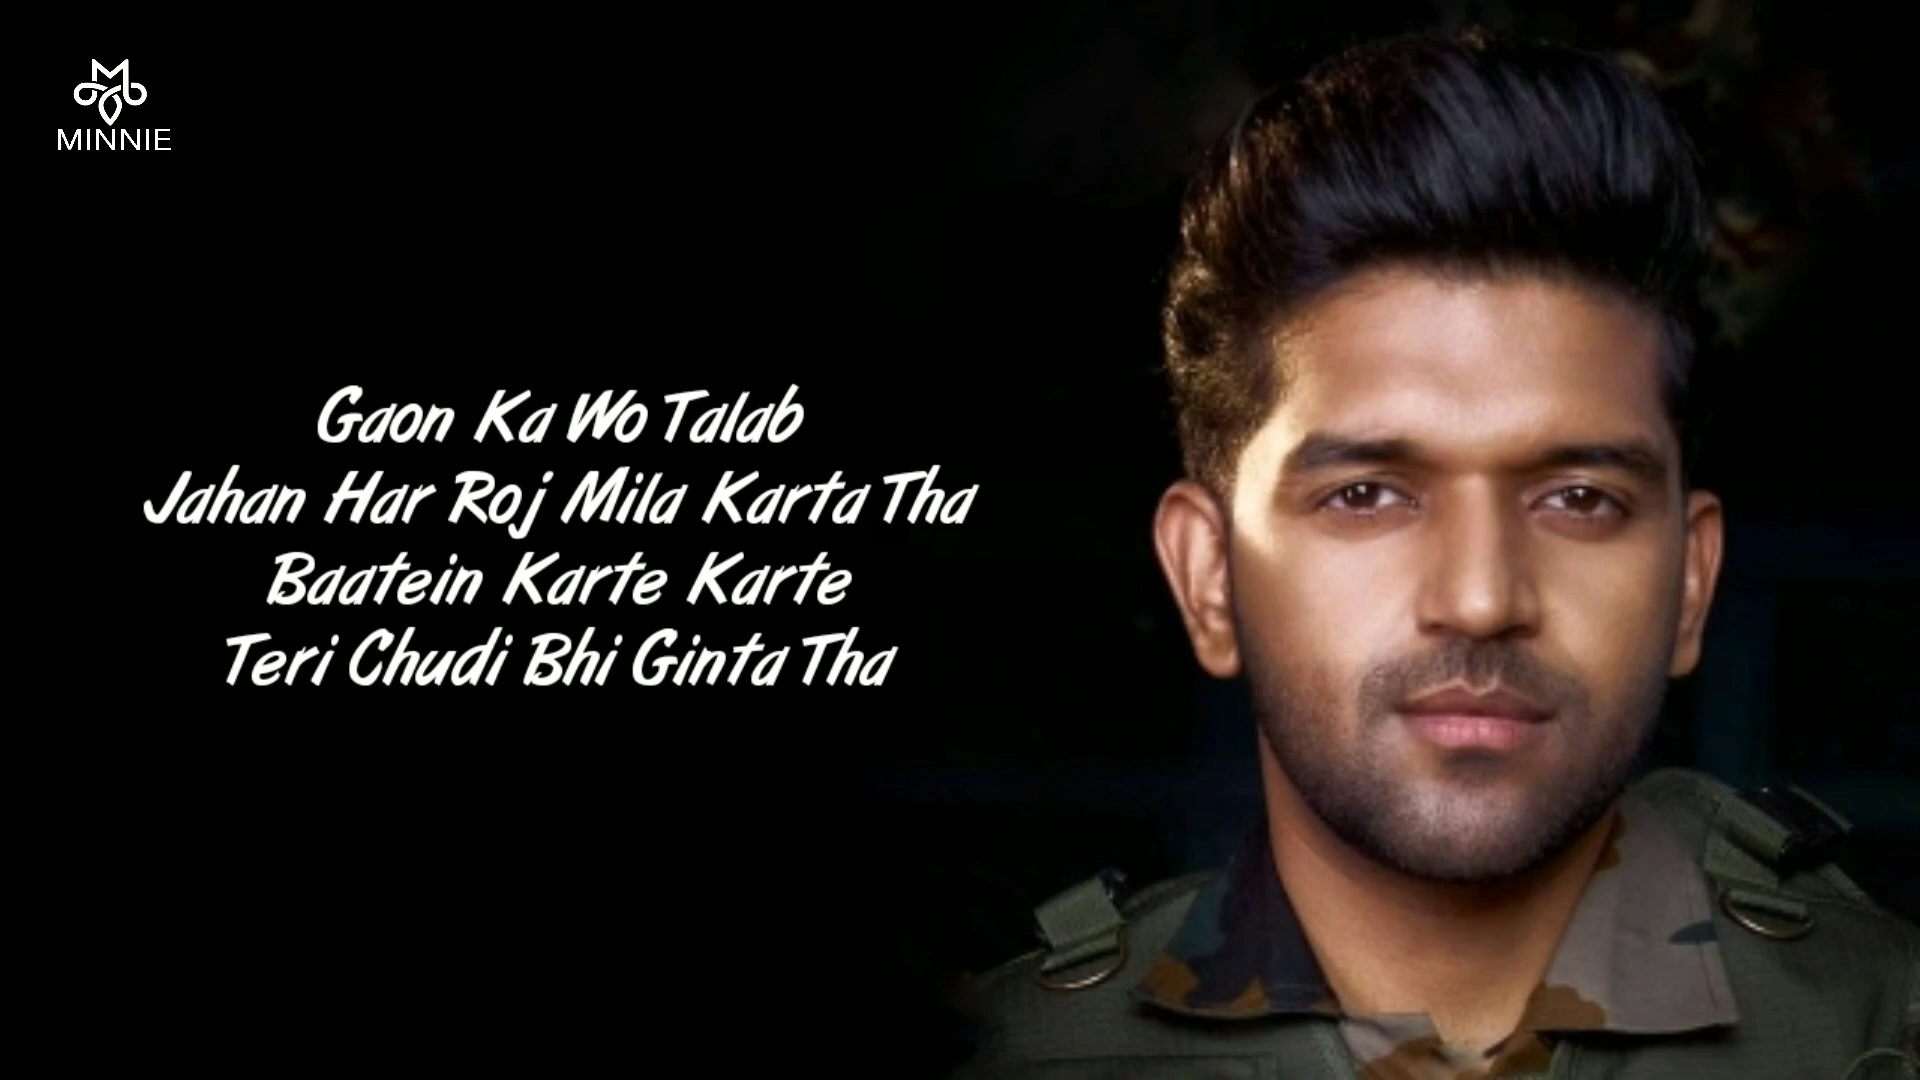 MINNIE
Gaon Ka Wo Talab
Jahan Har Roj Mila Karta Tha
Baatein Karte Karte
Teri Chudi Bhi Ginta Tha